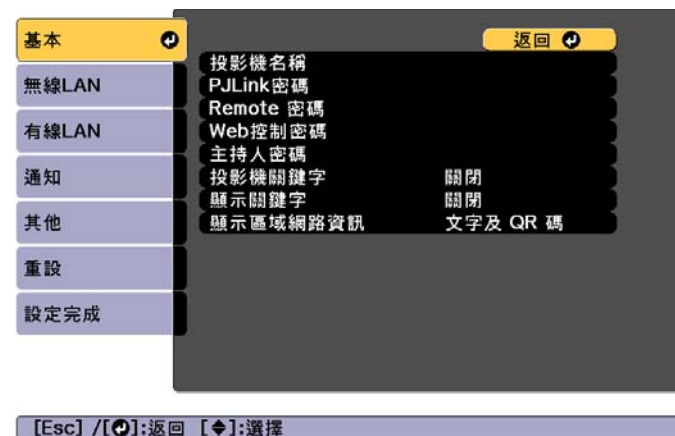 基本
無線LAN
有線LAN
通知
其他
重設
設定完成
返回
投影機名稱
PJLink密碼
Remote 密碼
Web控制密碼
主持人密碼
投影機關鍵字 關閉
顯示關鍵字 關閉
顯示區域網路資訊 文字及 QR 碼
[Esc] /[⏎]:返回 [◆]:選擇